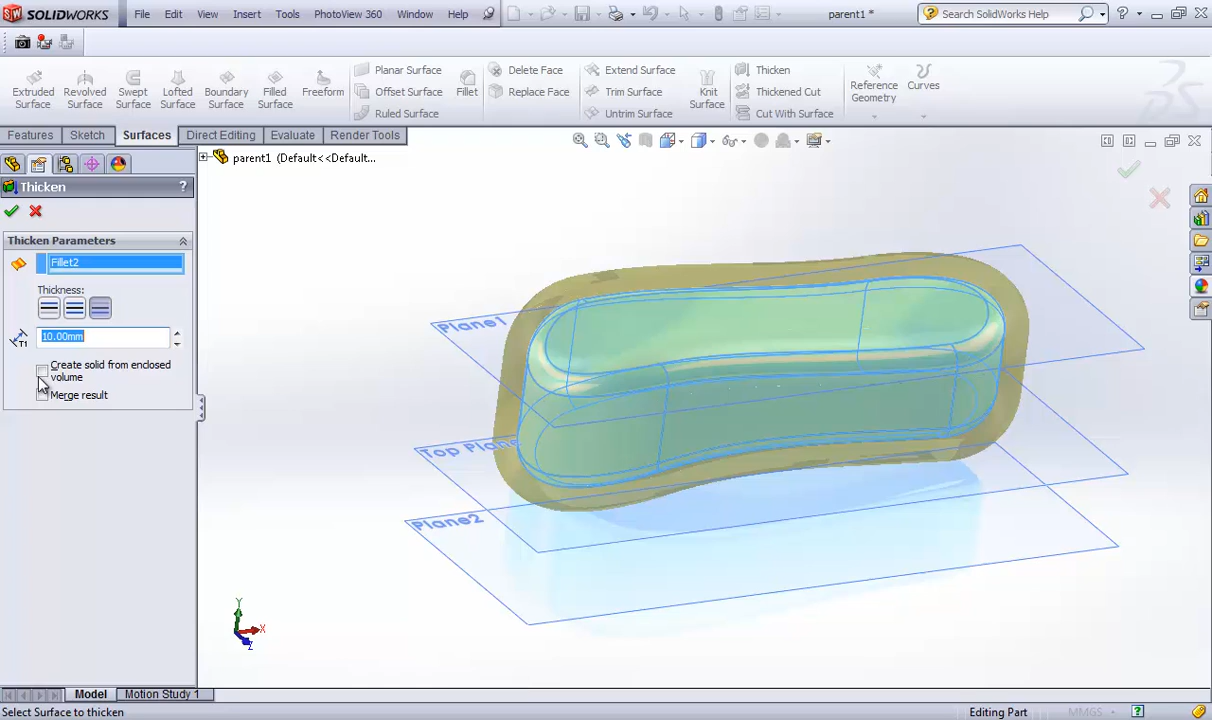 SOLIDWORKS File Edit View Insert Tools PhotoView 360 Window Help parent1 * Search SolidWorks Help
Extruded Surface
Revolved Surface
Swept Surface
Lofted Surface
Boundary Surface
Filled Surface
Freeform
Planar Surface
Offset Surface
Ruled Surface
Fillet
Delete Face
Replace Face
Extend Surface
Trim Surface
Untrim Surface
Knit Surface
Thicken
Thickened Cut
Cut With Surface
Reference Geometry
Curves
Features Sketch Surfaces Direct Editing Evaluate Render Tools
parent1 (Default<<Default...
Thicken ?
Thicken Parameters
Fillet2
Thickness:
T1 10.00mm
Create solid from enclosed
volume
Merge result
Plane1
Top Plane
Plane2
Y
X
Z
Model Motion Study 1
Select Surface to thicken Editing Part MMGS ?